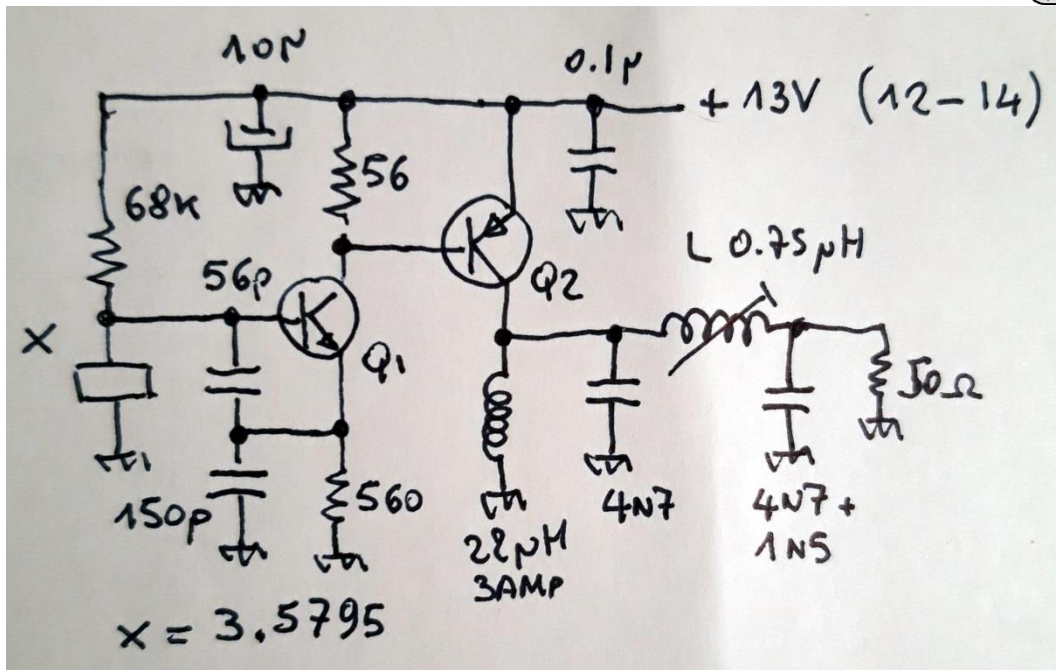 10µ
0.1µ
+ 13V (12-14)
68K
56
56p
Q2
L 0.75µH
X
Q1
50Ω
150p
560
4N7
4N7 +
1N5
22µH
3AMP
X = 3.5795